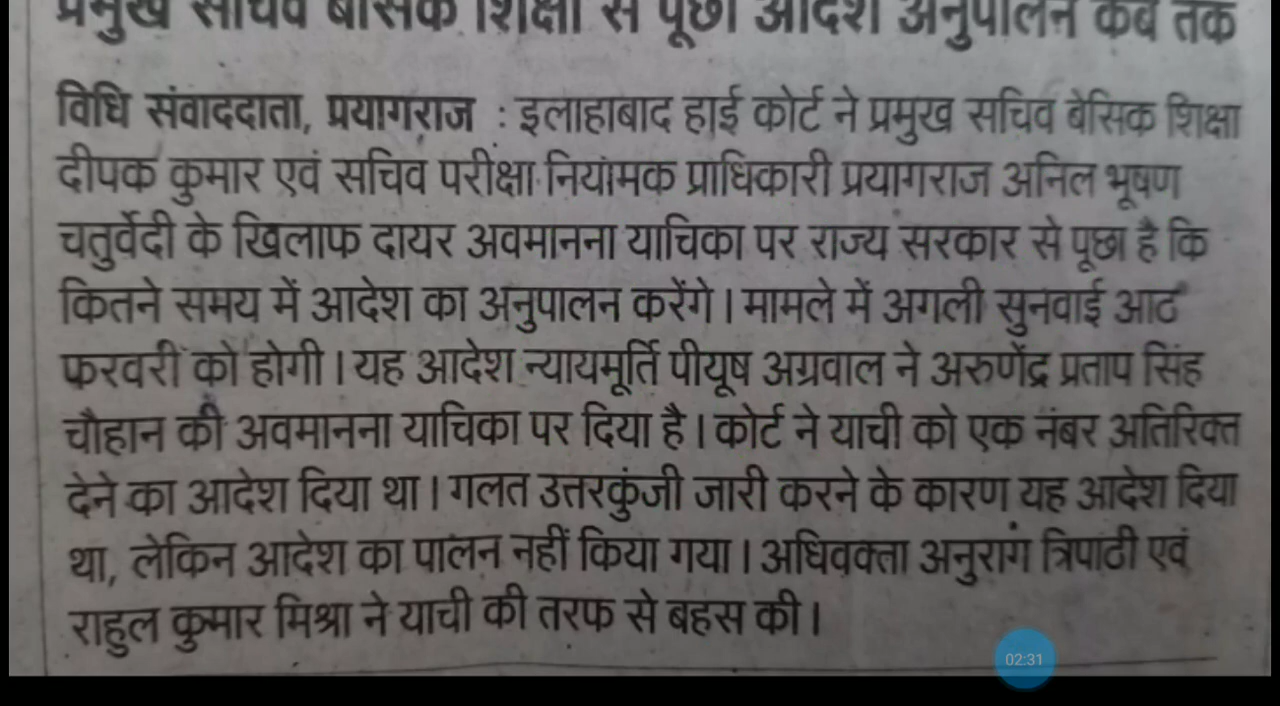 प्रमुख सचिव बेसिक शिक्षा से पूछा आदेश अनुपालन कब तक
विधि संवाददाता, प्रयागराज : इलाहाबाद हाई कोर्ट ने प्रमुख सचिव बेसिक शिक्षा
दीपक कुमार एवं सचिव परीक्षा नियामक प्राधिकारी प्रयागराज अनिल भूषण
चतुर्वेदी के खिलाफ दायर अवमानना याचिका पर राज्य सरकार से पूछा है कि
कितने समय में आदेश का अनुपालन करेंगे। मामले में अगली सुनवाई आठ
फरवरी को होगी। यह आदेश न्यायमूर्ति पीयूष अग्रवाल ने अरुणेंद्र प्रताप सिंह
चौहान की अवमानना याचिका पर दिया है। कोर्ट ने याची को एक नंबर अतिरिक्त
देने का आदेश दिया था। गलत उत्तरकुंजी जारी करने के कारण यह आदेश दिया
था, लेकिन आदेश का पालन नहीं किया गया। अधिवक्ता अनुराग त्रिपाठी एवं
राहुल कुमार मिश्रा ने याची की तरफ से बहस की।
02:31